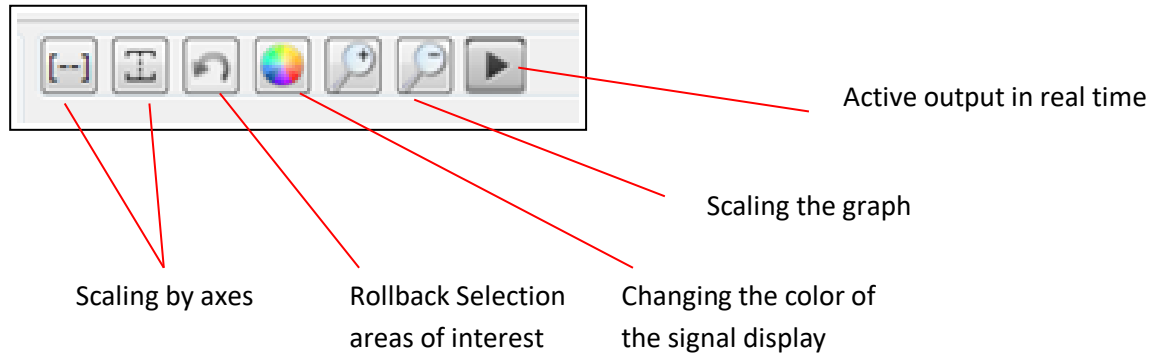 Active output in real time
Scaling the graph
Scaling by axes
Rollback Selection
areas of interest
Changing the color of
the signal display